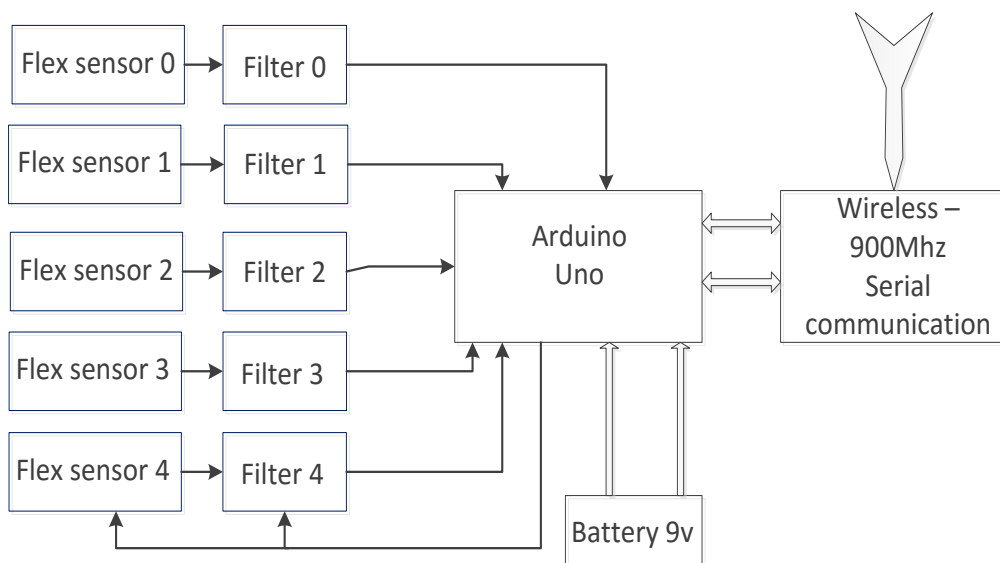 Flex sensor 0
Filter 0
Flex sensor 1
Filter 1
Flex sensor 2
Filter 2
Flex sensor 3
Filter 3
Flex sensor 4
Filter 4
Arduino
Uno
Wireless –
900Mhz
Serial
communication
Battery 9v